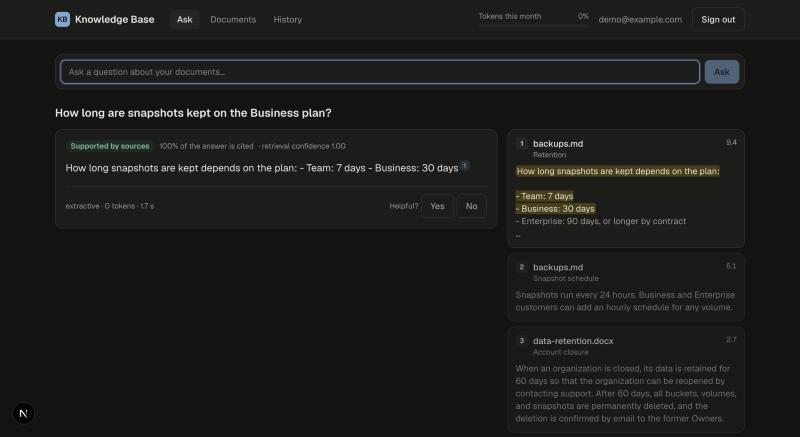 KB Knowledge Base Ask Documents History Tokens this month 0% demo@example.com Sign out
Ask a question about your documents… Ask
How long are snapshots kept on the Business plan?
Supported by sources 100% of the answer is cited · retrieval confidence 1.00
How long snapshots are kept depends on the plan: - Team: 7 days - Business: 30 days 1
extractive · 0 tokens · 1.7 s Helpful? Yes No
1 backups.md 9.4
Retention
How long snapshots are kept depends on the plan:
- Team: 7 days
- Business: 30 days
- Enterprise: 90 days, or longer by contract
…
2 backups.md 6.1
Snapshot schedule
Snapshots run every 24 hours. Business and Enterprise
customers can add an hourly schedule for any volume.
3 data-retention.docx 2.7
Account closure
When an organization is closed, its data is retained for
60 days so that the organization can be reopened by
contacting support. After 60 days, all buckets, volumes,
and snapshots are permanently deleted, and the
deletion is confirmed by email to the former Owners.
N